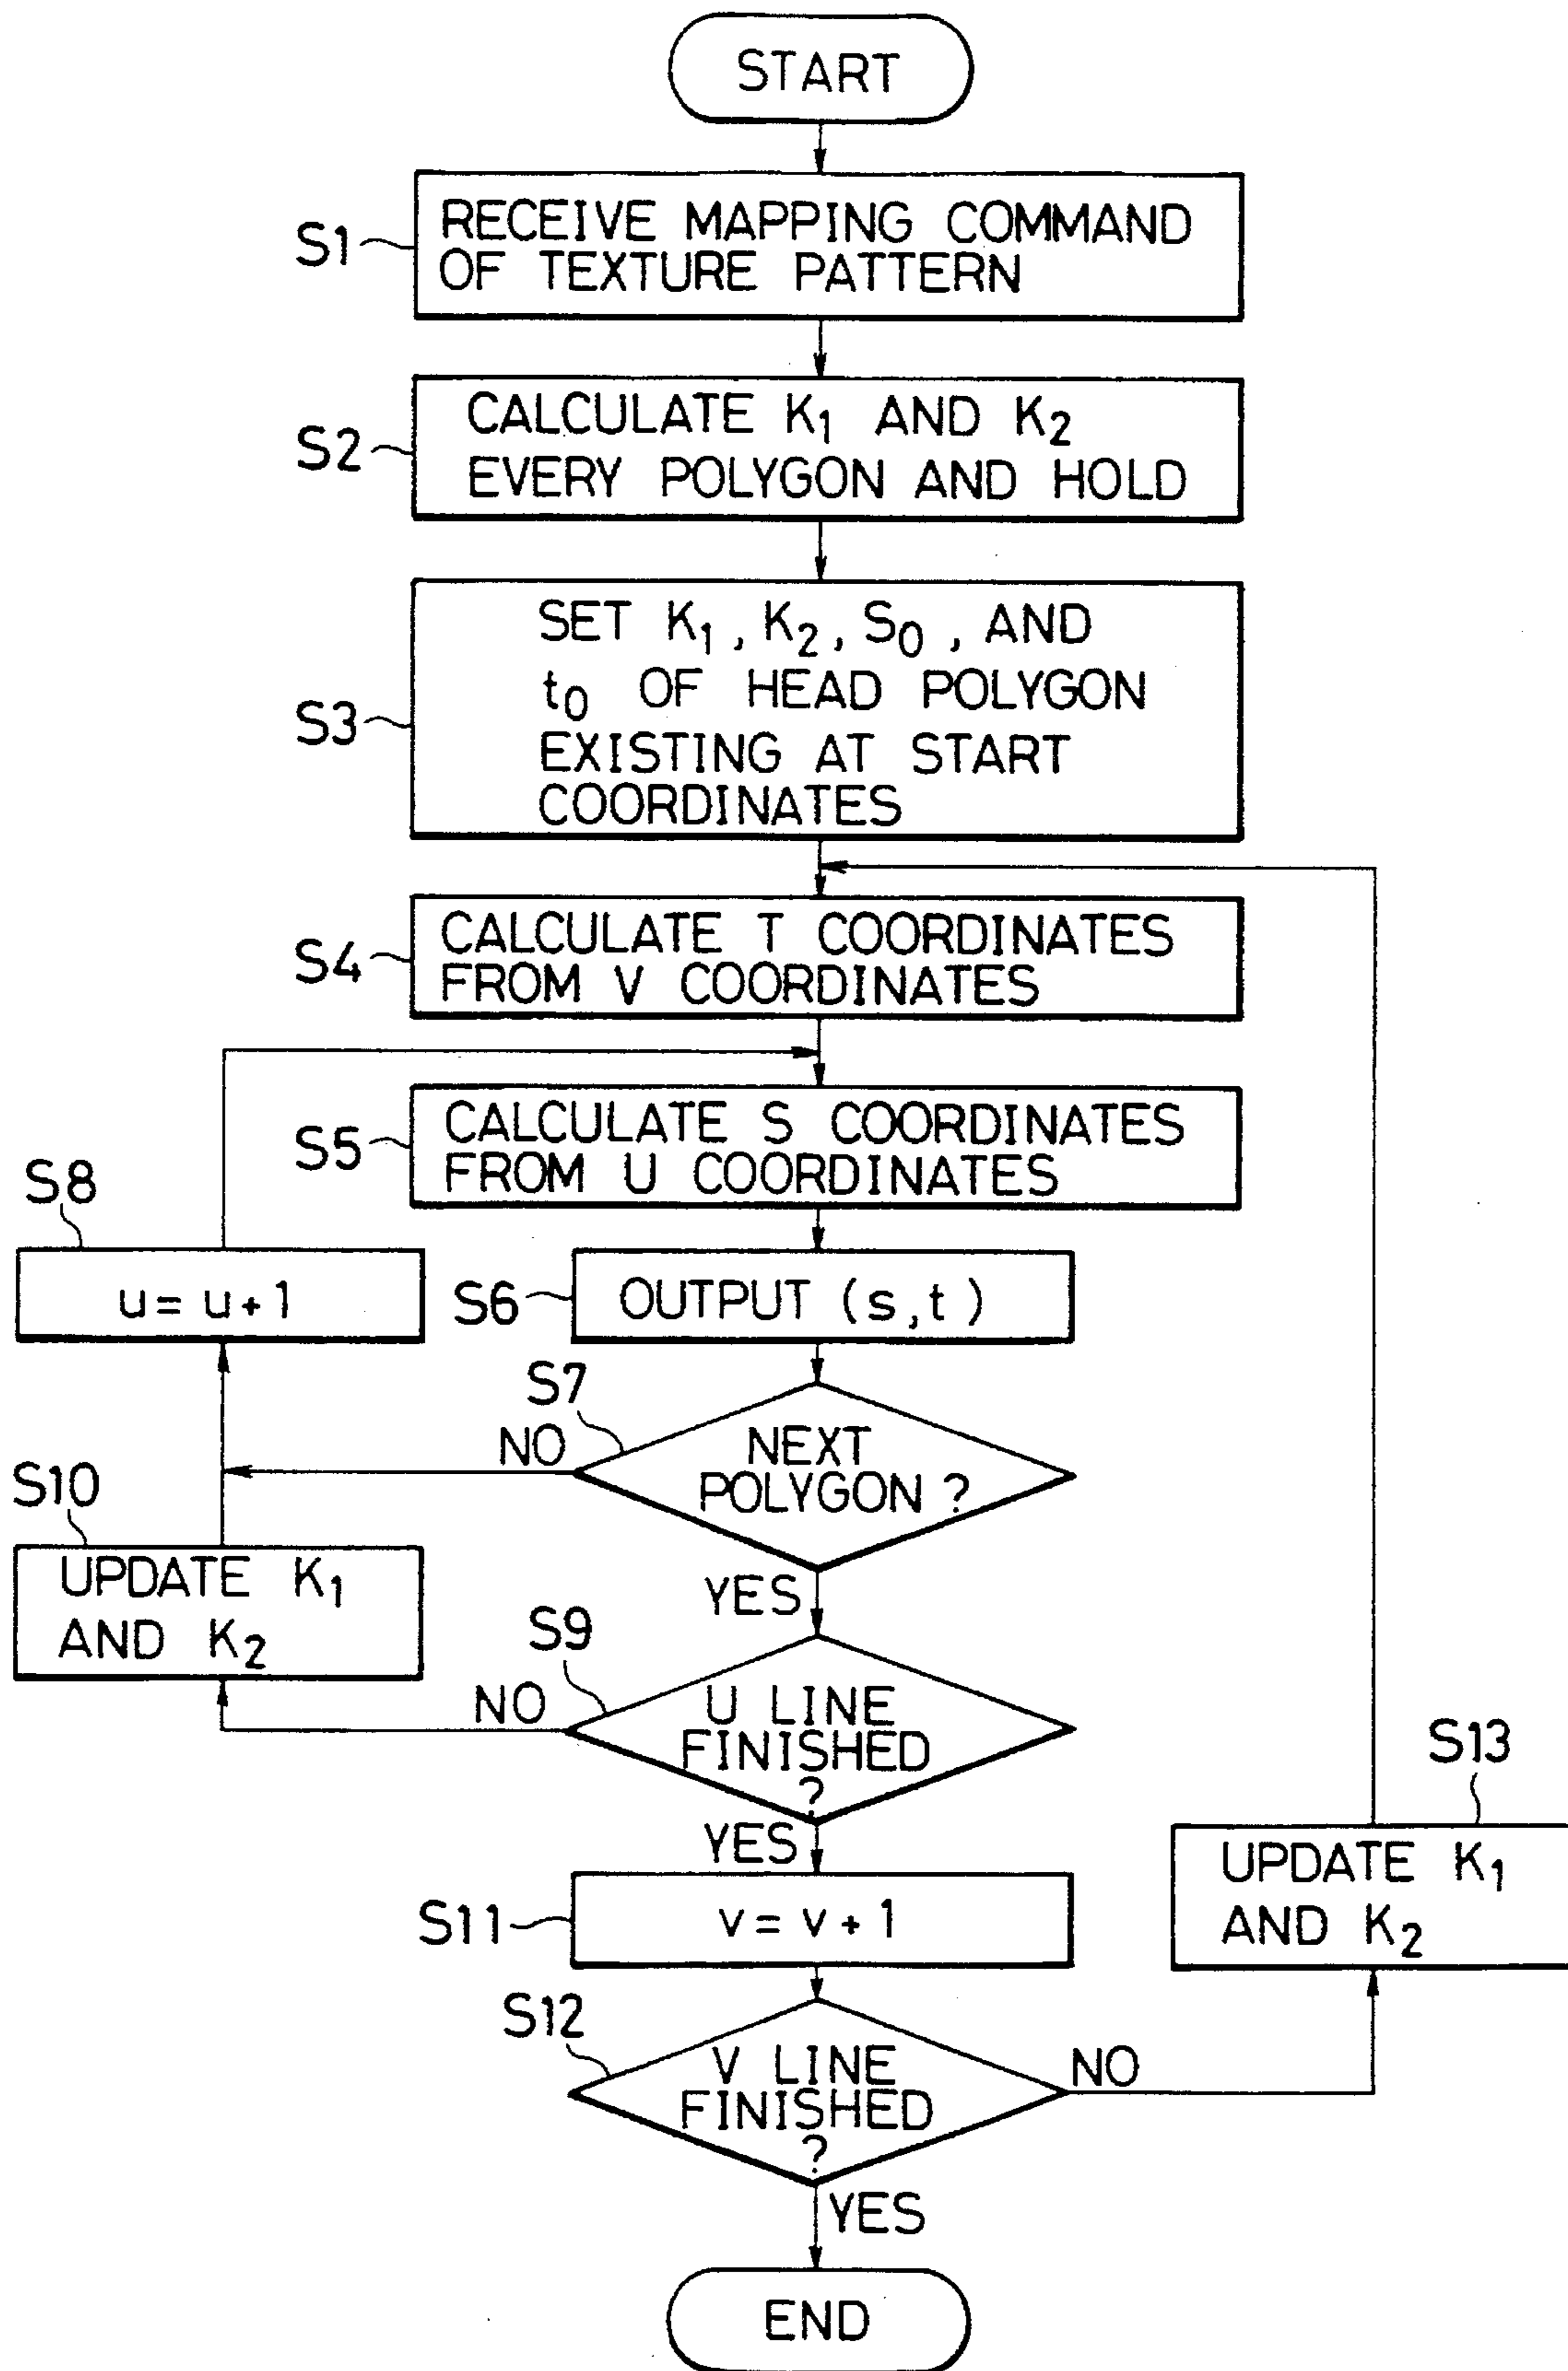 START
S1
RECEIVE MAPPING COMMAND
OF TEXTURE PATTERN
S2
CALCULATE K1 AND K2
EVERY POLYGON AND HOLD
S3
SET K1, K2, S0, AND
t0 OF HEAD POLYGON
EXISTING AT START
COORDINATES
S4
CALCULATE T COORDINATES
FROM V COORDINATES
S5
CALCULATE S COORDINATES
FROM U COORDINATES
S8
u = u + 1
S6
OUTPUT (s,t)
S7
NO
NEXT
POLYGON ?
S10
UPDATE K1
AND K2
YES
S9
NO
U LINE
FINISHED
?
YES
S13
UPDATE K1
AND K2
S11
v = v + 1
S12
V LINE
FINISHED
?
NO
YES
END